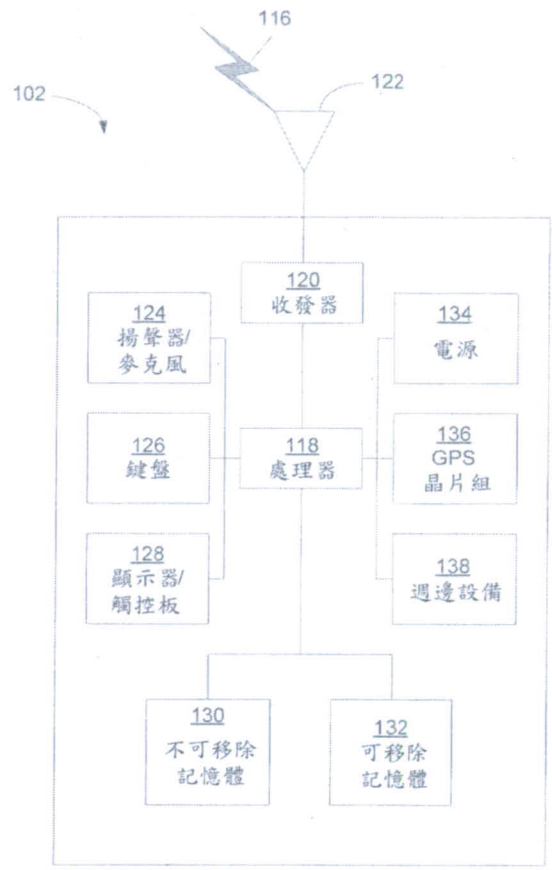 116
102
122
120
收發器
124
揚聲器/
麥克風
134
電源
126
鍵盤
118
處理器
136
GPS
晶片組
128
顯示器/
觸控板
138
週邊設備
130
不可移除
記憶體
132
可移除
記憶體